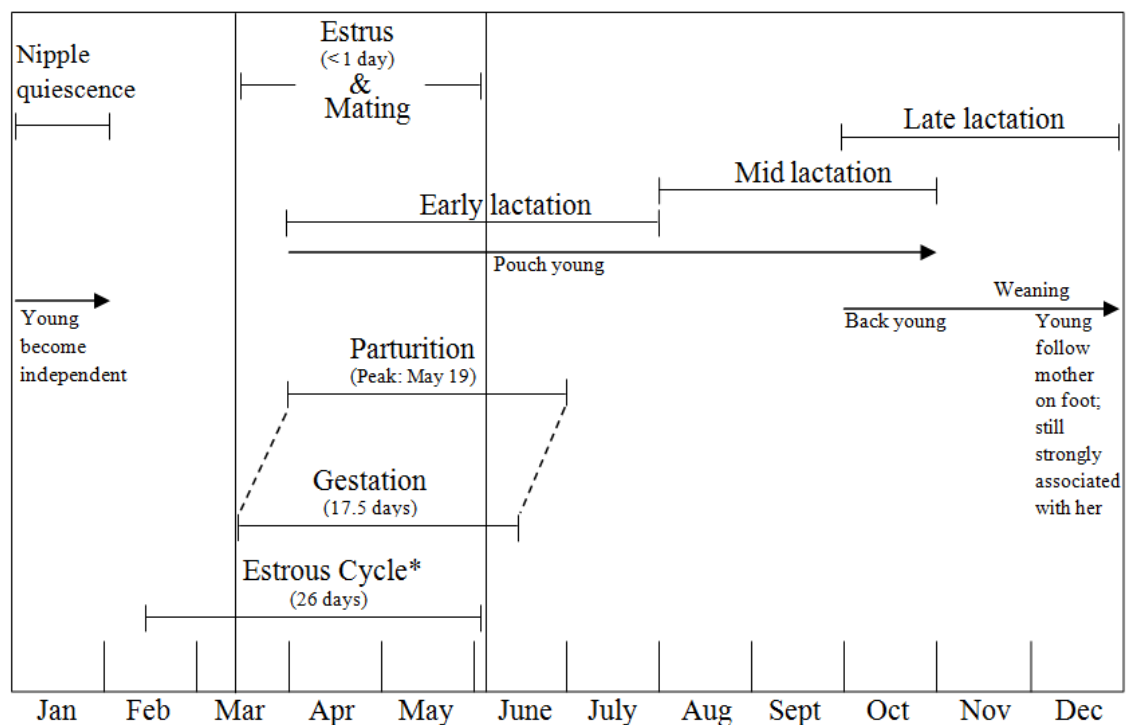 Estrus
(<1 day)
&
Mating
Nipple
quiescence
Late lactation
Mid lactation
Early lactation
Pouch young
Weaning
Young
become
independent
Back young
Young
follow
mother
on foot;
still
strongly
associated
with her
Parturition
(Peak: May 19)
Gestation
(17.5 days)
Estrous Cycle*
(26 days)
Jan Feb Mar Apr May June July Aug Sept Oct Nov Dec